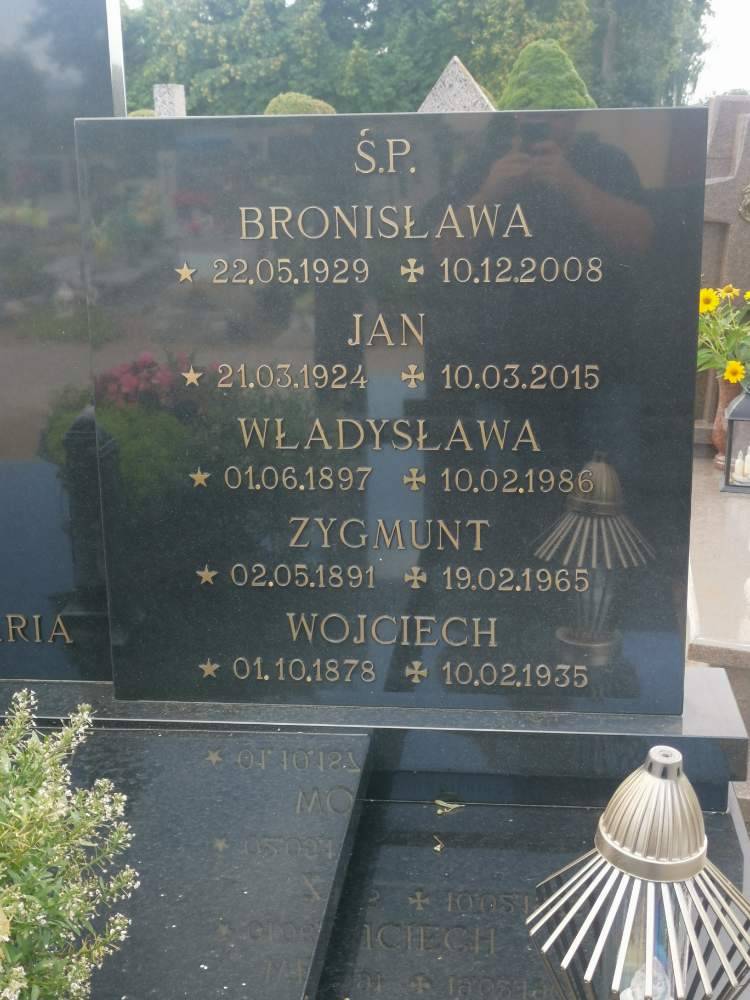 Ś.P.
BRONISŁAWA
22.05.1929 10.12.2008
JAN
21.03.1924 10.03.2015
WŁADYSŁAWA
01.06.1897 10.02.1986
ZYGMUNT
02.05.1891 19.02.1965
WOJCIECH
01.10.1878 10.02.1935